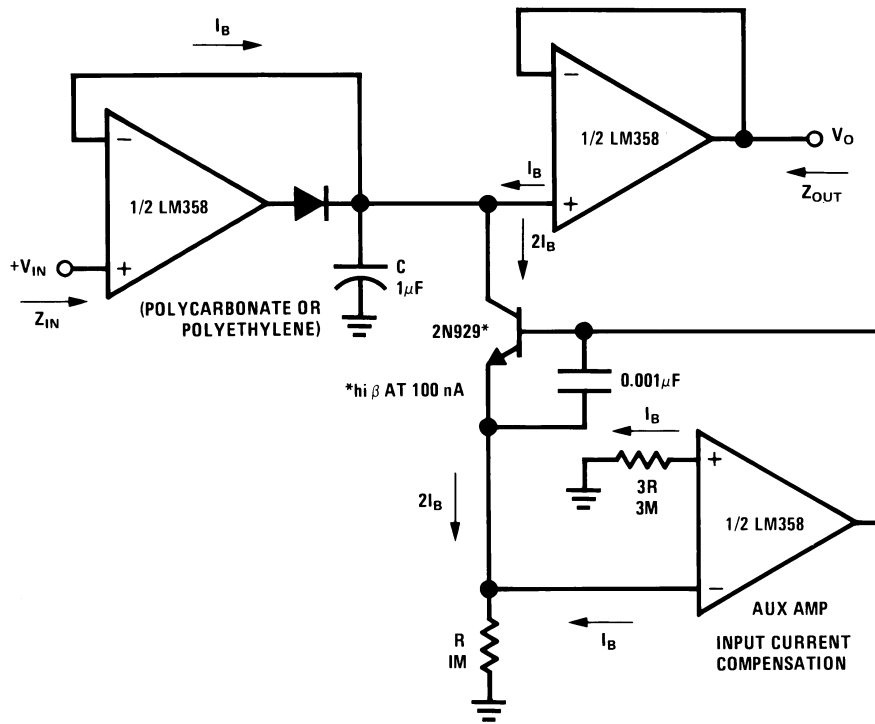 I_B
−
1/2 LM358
+V_IN
+
Z_IN
(POLYCARBONATE OR
POLYETHYLENE)
C
1μF
−
1/2 LM358
+
I_B
V_O
Z_OUT
2I_B
2N929*
*hi β AT 100 nA
0.001μF
I_B
3R
3M
+
1/2 LM358
−
2I_B
I_B
R
IM
AUX AMP
INPUT CURRENT
COMPENSATION